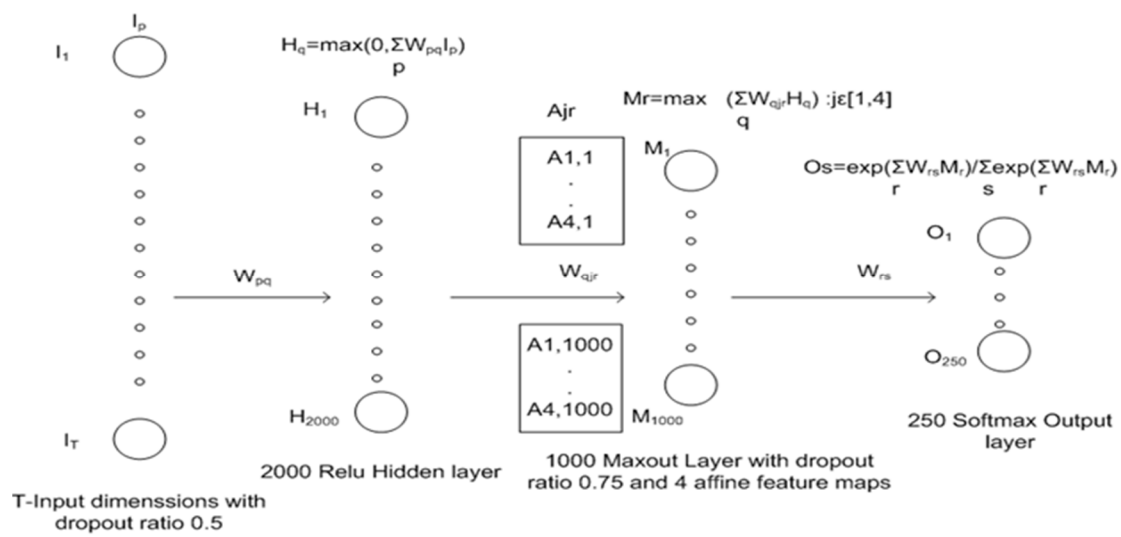 Ip
I1
Hq=max(0,ΣWpqIp)
p
H1
Ajr
Mr=max (ΣWqjrHq) :jε[1,4]
q
A1,1
.
.
A4,1
M1
Os=exp(ΣWrsMr)/Σexp(ΣWrsMr)
r s r
O1
Wpq
Wqjr
Wrs
A1,1000
.
.
A4,1000
O250
IT
H2000
M1000
250 Softmax Output
layer
2000 Relu Hidden layer
1000 Maxout Layer with dropout
ratio 0.75 and 4 affine feature maps
T-Input dimenssions with
dropout ratio 0.5